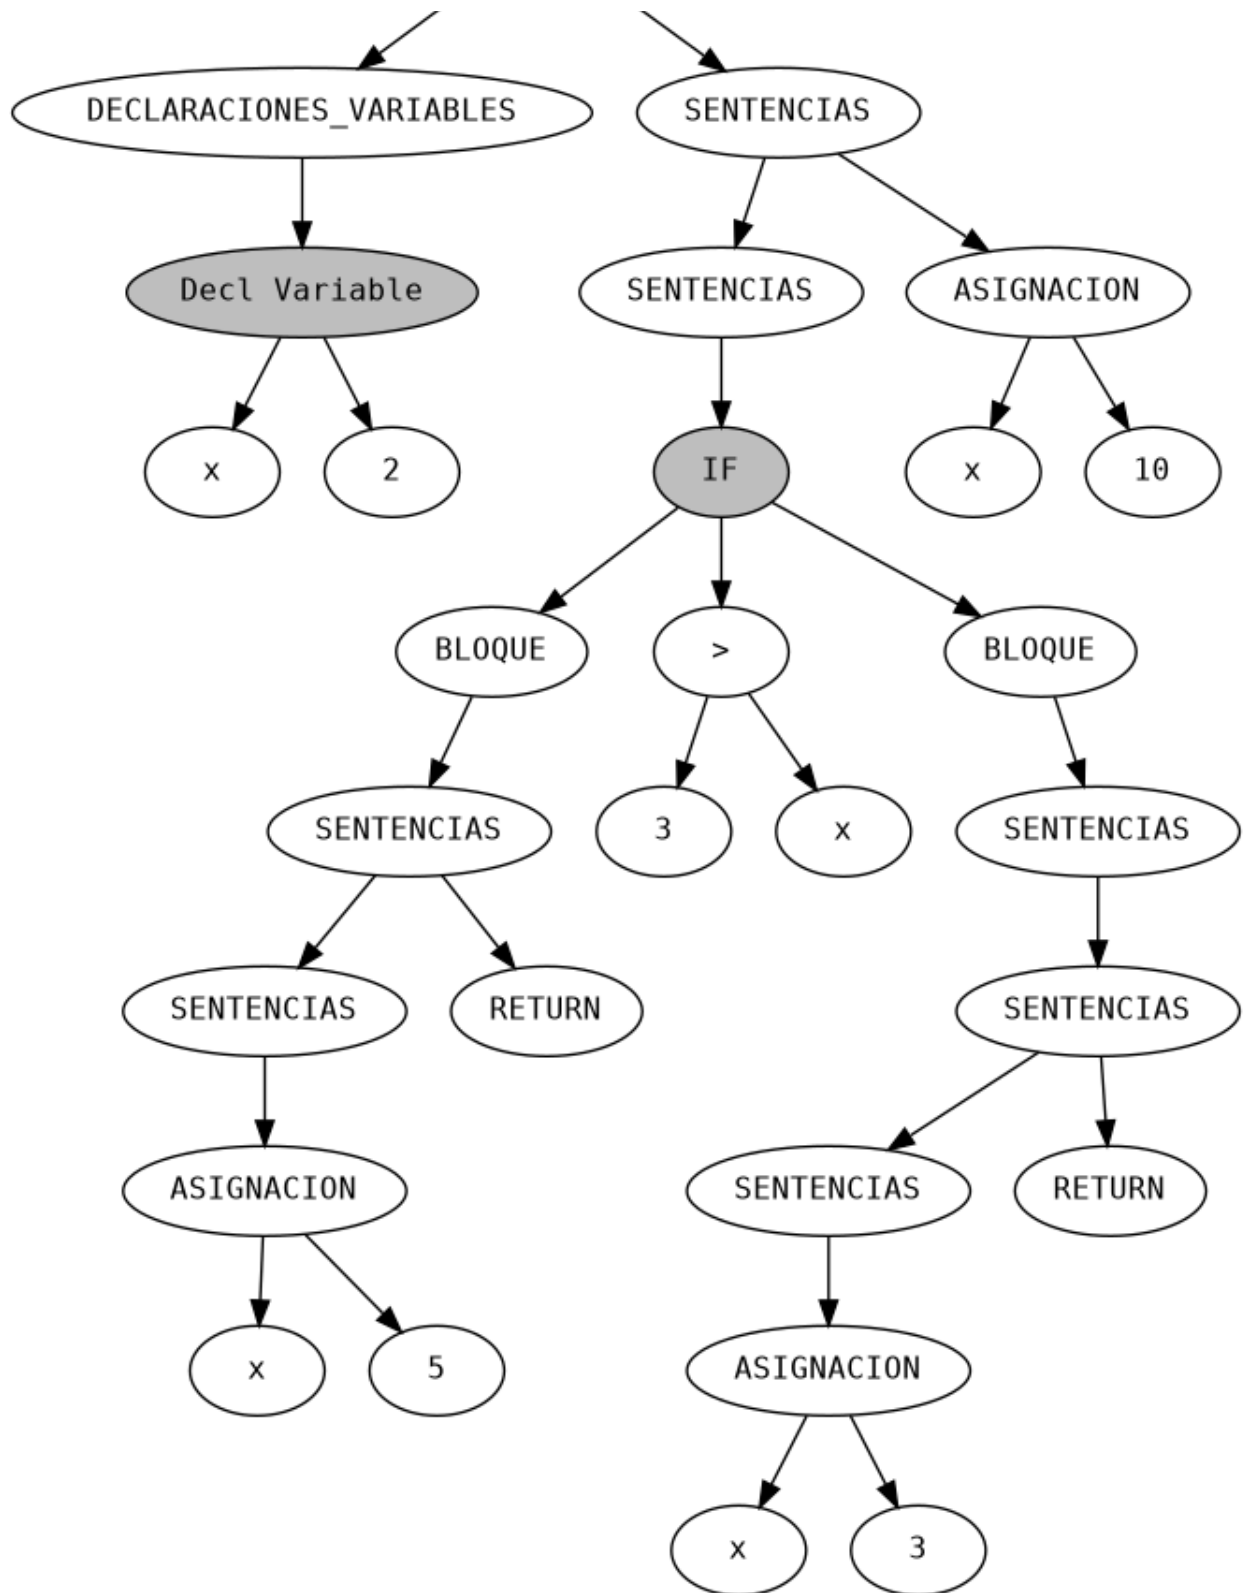 DECLARACIONES_VARIABLES
SENTENCIAS
Decl Variable
SENTENCIAS
ASIGNACION
x
2
IF
x
10
BLOQUE
>
BLOQUE
SENTENCIAS
3
x
SENTENCIAS
SENTENCIAS
RETURN
SENTENCIAS
ASIGNACION
SENTENCIAS
RETURN
x
5
ASIGNACION
x
3